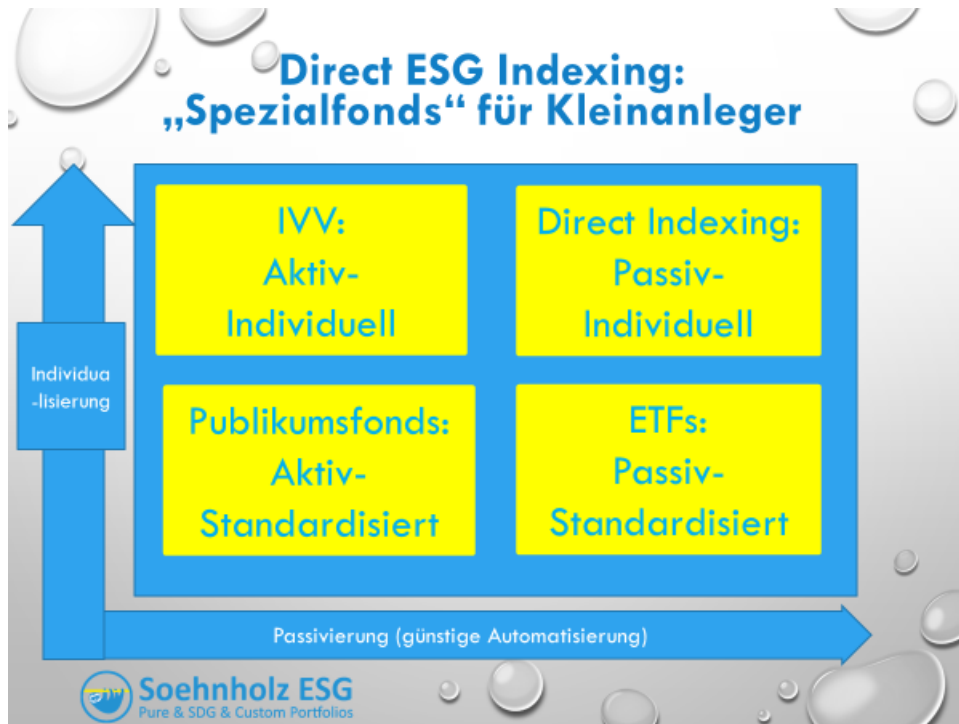 Direct ESG Indexing:
„Spezialfonds“ für Kleinanleger
IVV:
Aktiv-
Individuell
Direct Indexing:
Passiv-
Individuell
Individua
-lisierung
Publikumsfonds:
Aktiv-
Standardisiert
ETFs:
Passiv-
Standardisiert
Passivierung (günstige Automatisierung)
Soehnholz ESG
Pure & SDG & Custom Portfolios